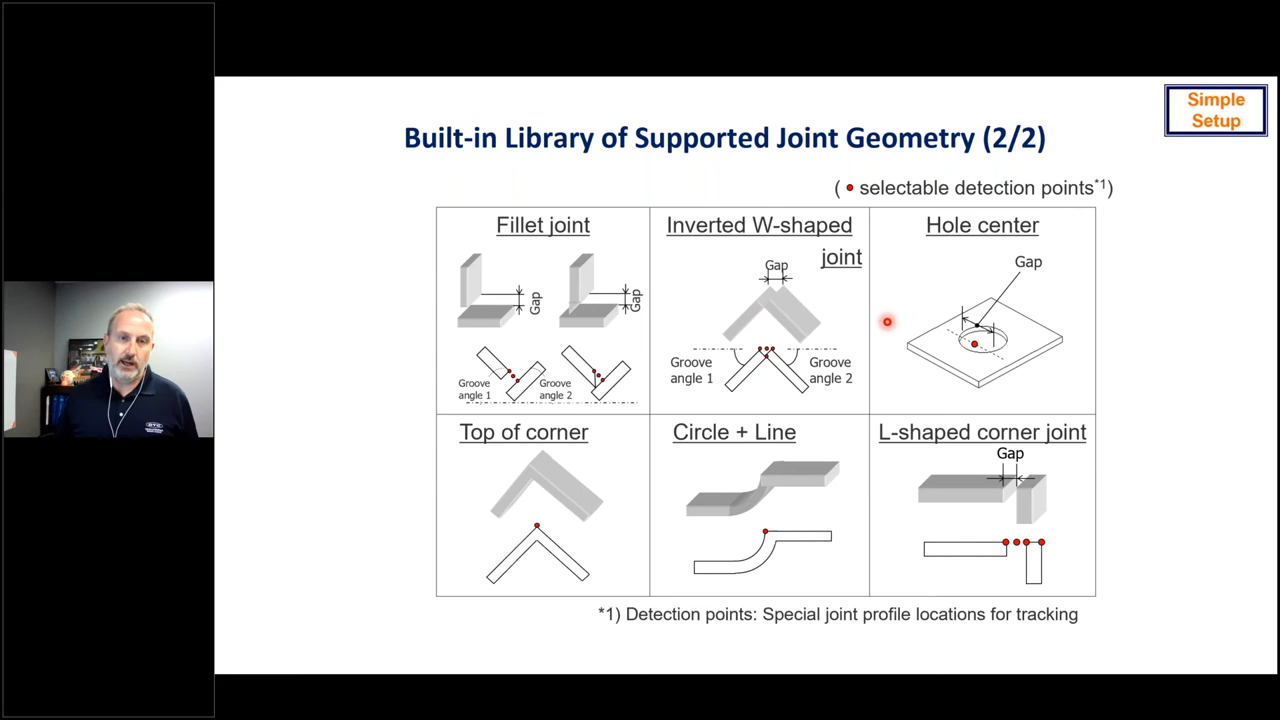 Simple
Setup
Built-in Library of Supported Joint Geometry (2/2)
( • selectable detection points*1)
Fillet joint
Gap
Gap
Groove
angle 1
Groove
angle 2
Inverted W-shaped
joint
Gap
Groove
angle 1
Groove
angle 2
Hole center
Gap
Top of corner
Circle + Line
L-shaped corner joint
Gap
*1) Detection points: Special joint profile locations for tracking